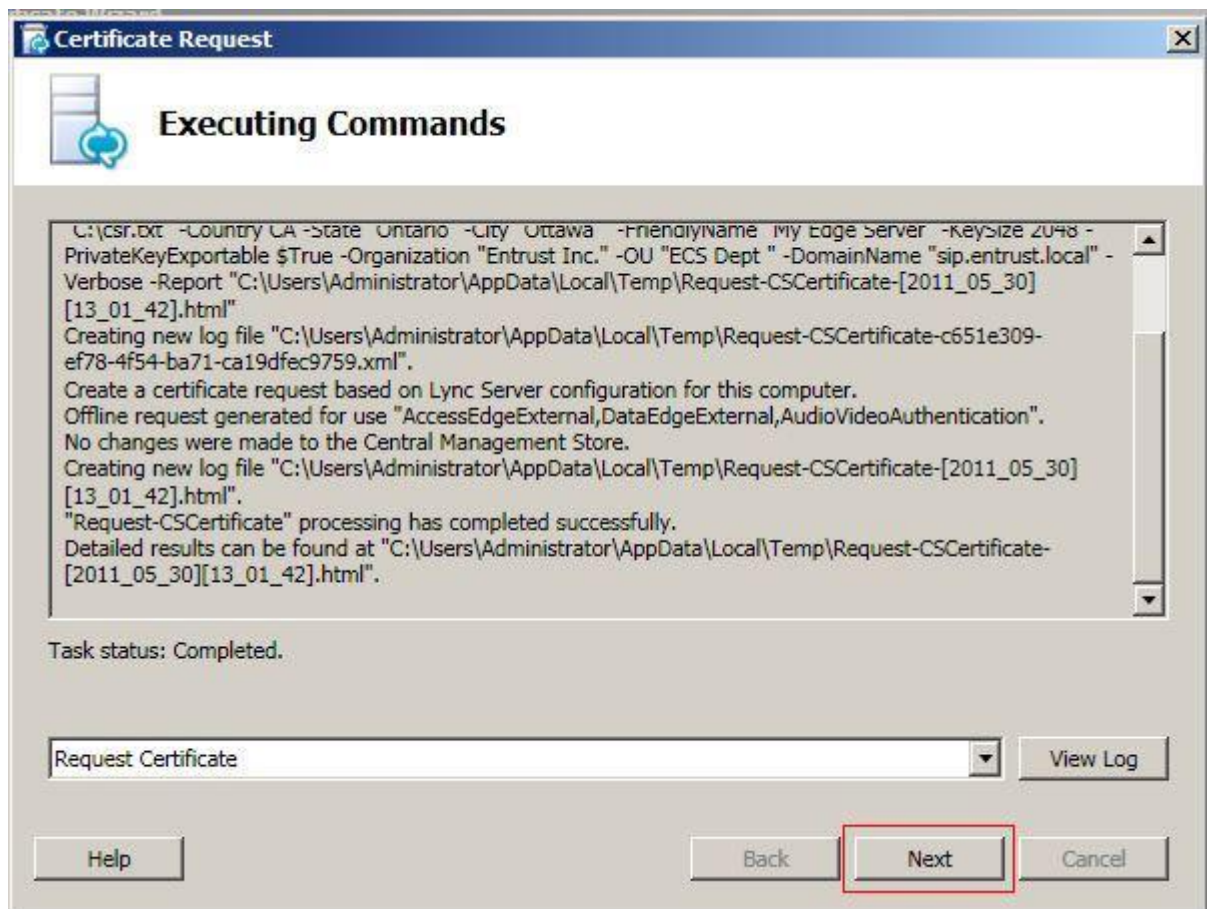 Certificate Request
Executing Commands
"C:\csr.txt" -Country CA -State "Ontario" -City "Ottawa" -FriendlyName "My Edge Server" -KeySize 2048 -
PrivateKeyExportable $True -Organization "Entrust Inc." -OU "ECS Dept " -DomainName "sip.entrust.local" -
Verbose -Report "C:\Users\Administrator\AppData\Local\Temp\Request-CSCertificate-[2011_05_30]
[13_01_42].html"
Creating new log file "C:\Users\Administrator\AppData\Local\Temp\Request-CSCertificate-c651e309-
ef78-4f54-ba71-ca19dfec9759.xml".
Create a certificate request based on Lync Server configuration for this computer.
Offline request generated for use "AccessEdgeExternal,DataEdgeExternal,AudioVideoAuthentication".
No changes were made to the Central Management Store.
Creating new log file "C:\Users\Administrator\AppData\Local\Temp\Request-CSCertificate-[2011_05_30]
[13_01_42].html".
"Request-CSCertificate" processing has completed successfully.
Detailed results can be found at "C:\Users\Administrator\AppData\Local\Temp\Request-CSCertificate-
[2011_05_30][13_01_42].html".
Task status: Completed.
Request Certificate
View Log
Help
Back
Next
Cancel